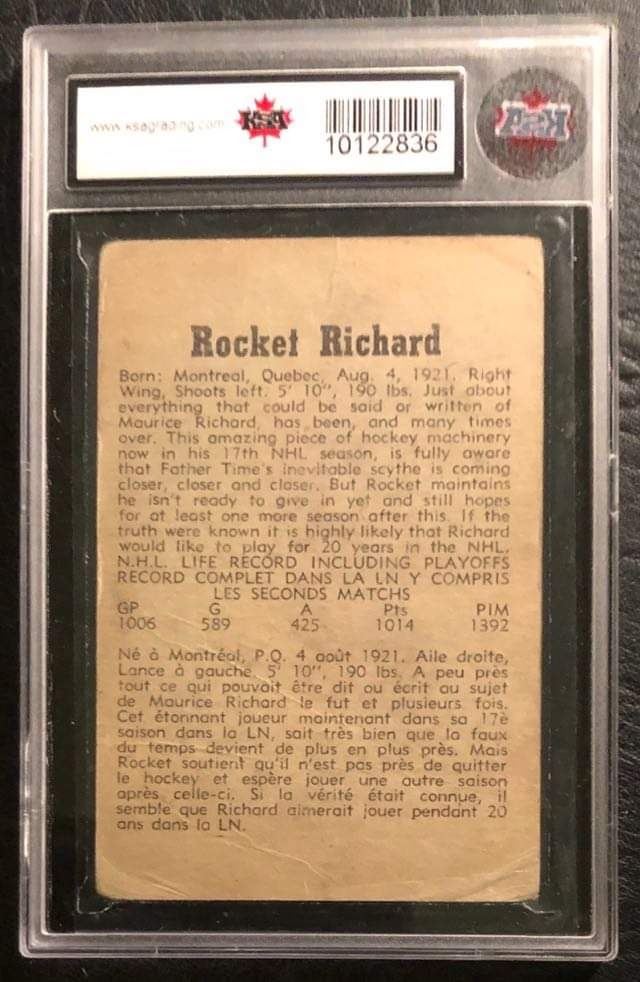 www.ksagrading.com
KSA
10122836
KSA
Rocket Richard
Born: Montreal, Quebec, Aug. 4, 1921. Right
Wing, Shoots left. 5' 10", 190 lbs. Just about
everything that could be said or written of
Maurice Richard, has been, and many times
over. This amazing piece of hockey machinery
now in his 17th NHL season, is fully aware
that Father Time's inevitable scythe is coming
closer, closer and closer. But Rocket maintains
he isn't ready to give in yet and still hopes
for at least one more season after this. If the
truth were known it is highly likely that Richard
would like to play for 20 years in the NHL.
N.H.L. LIFE RECORD INCLUDING PLAYOFFS
RECORD COMPLET DANS LA LN Y COMPRIS
LES SECONDS MATCHS
GP G A Pts PIM
1006 589 425 1014 1392
Né à Montréal, P.Q. 4 août 1921. Aile droite,
Lance à gauche 5' 10", 190 lbs. A peu près
tout ce qui pouvait être dit ou écrit au sujet
de Maurice Richard le fut et plusieurs fois.
Cet étonnant joueur maintenant dans sa 17è
saison dans la LN, sait très bien que la faux
du temps devient de plus en plus près. Mais
Rocket soutient qu'il n'est pas près de quitter
le hockey et espère jouer une autre saison
après celle-ci. Si la vérité était connue, il
semble que Richard aimerait jouer pendant 20
ans dans la LN.